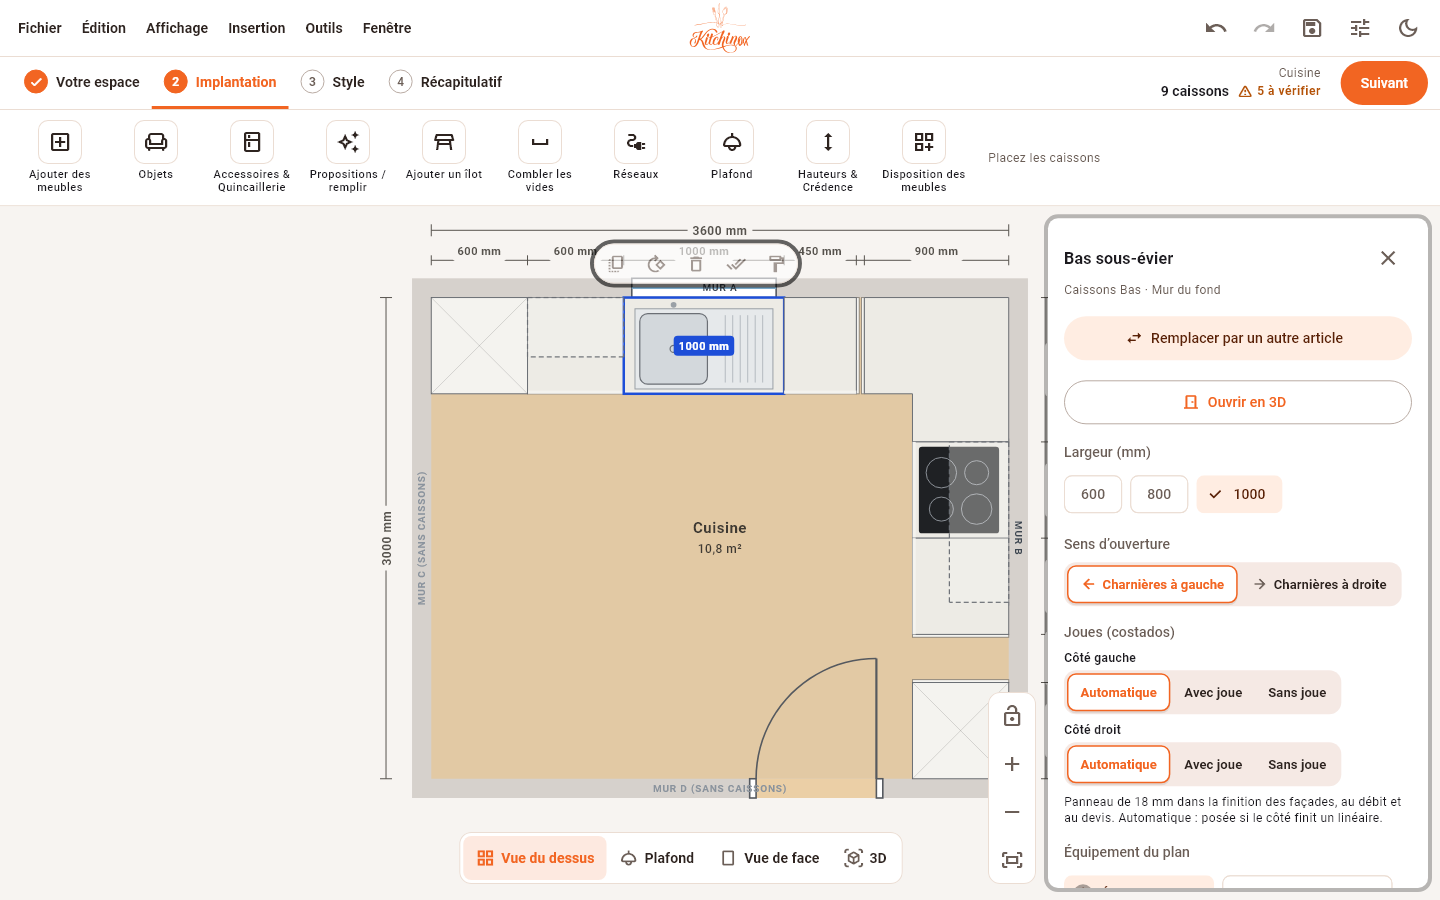 Fichier
Édition
Affichage
Insertion
Outils
Fenêtre
Kitchinox
Votre espace
2
Implantation
3
Style
4
Récapitulatif
Cuisine
9 caissons
5 à vérifier
Suivant
Ajouter des
meubles
Objets
Accessoires &
Quincaillerie
Propositions /
remplir
Ajouter un îlot
Combler les
vides
Réseaux
Plafond
Hauteurs &
Crédence
Disposition des
meubles
Placez les caissons
3600 mm
600 mm
600 mm
1000 mm
450 mm
900 mm
MUR A
1000 mm
3000 mm
MUR C (SANS CAISSONS)
Cuisine
10,8 m²
MUR B
MUR D (SANS CAISSONS)
Vue du dessus
Plafond
Vue de face
3D
Bas sous-évier
Caissons Bas · Mur du fond
Remplacer par un autre article
Ouvrir en 3D
Largeur (mm)
600
800
1000
Sens d’ouverture
Charnières à gauche
Charnières à droite
Joues (costados)
Côté gauche
Automatique
Avec joue
Sans joue
Côté droit
Automatique
Avec joue
Sans joue
Panneau de 18 mm dans la finition des façades, au débit et
au devis. Automatique : posée si le côté finit un linéaire.
Équipement du plan